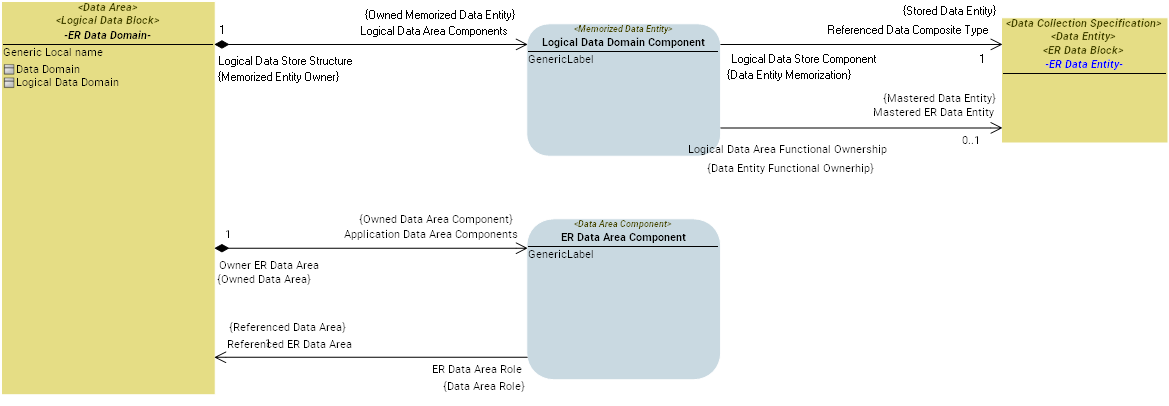 <Data Area>
<Logical Data Block>
-ER Data Domain-
Generic Local name
Data Domain
Logical Data Domain
1
{Owned Memorized Data Entity}
Logical Data Area Components
Logical Data Store Structure
{Memorized Entity Owner}
<Memorized Data Entity>
Logical Data Domain Component
GenericLabel
{Stored Data Entity}
Referenced Data Composite Type
Logical Data Store Component
1
{Data Entity Memorization}
{Mastered Data Entity}
Mastered ER Data Entity
0..1
Logical Data Area Functional Ownership
{Data Entity Functional Ownerhip}
<Data Collection Specification>
<Data Entity>
<ER Data Block>
-ER Data Entity-
{Owned Data Area Component}
1
Application Data Area Components
Owner ER Data Area
{Owned Data Area}
<Data Area Component>
ER Data Area Component
GenericLabel
{Referenced Data Area}
Referenced ER Data Area
1
ER Data Area Role
{Data Area Role}